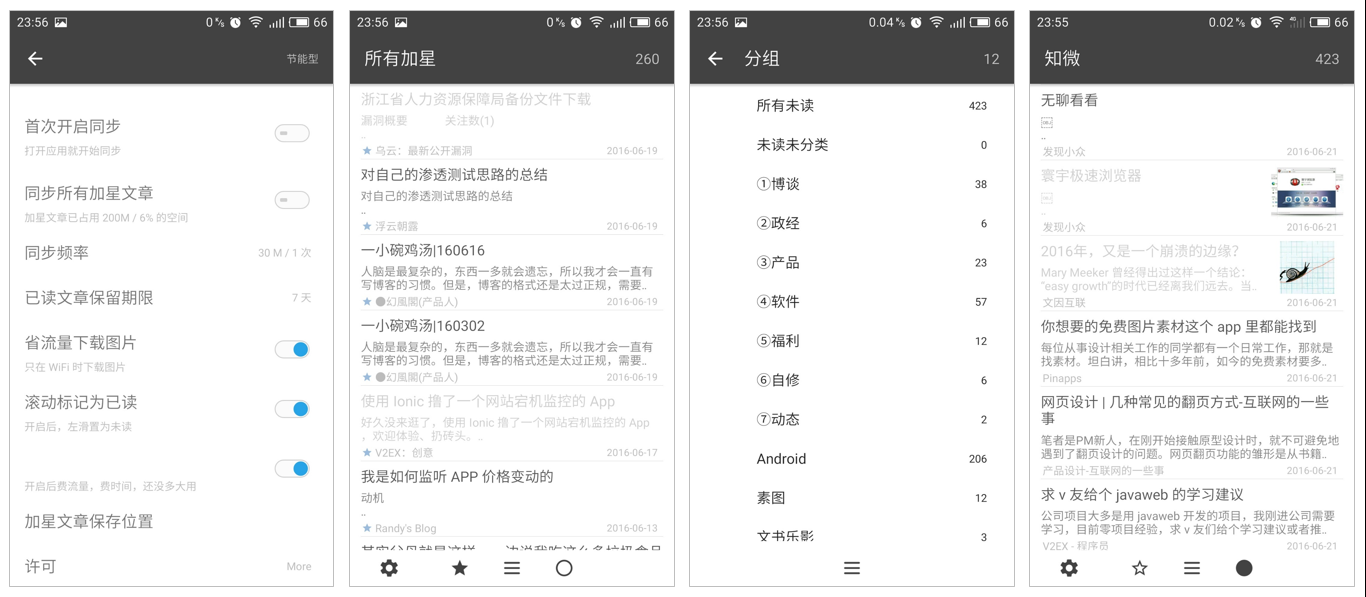 23:56
0 K/s
66
节能型
首次开启同步
打开应用就开始同步
同步所有加星文章
加星文章已占用 200M / 6% 的空间
同步频率
30 M / 1 次
已读文章保留期限
7 天
省流量下载图片
只在 WiFi 时下载图片
滚动标记为已读
开启后，左滑置为未读
开启后费流量，费时间，还没多大用
加星文章保存位置
许可
More
23:56
0 K/s
66
所有加星
260
浙江省人力资源保障局备份文件下载
漏洞概要 关注数(1)
..
乌云：最新公开漏洞
2016-06-19
对自己的渗透测试思路的总结
对自己的渗透测试思路的总结
..
浮云朝露
2016-06-19
一小碗鸡汤|160616
人脑是最复杂的，东西一多就会遗忘，所以我才会一直有
写博客的习惯。但是，博客的格式还是太过正规，需要..
●幻風閣(产品人)
2016-06-19
一小碗鸡汤|160302
人脑是最复杂的，东西一多就会遗忘，所以我才会一直有
写博客的习惯。但是，博客的格式还是太过正规，需要..
●幻風閣(产品人)
2016-06-19
使用 Ionic 撸了一个网站宕机监控的 App
好久没来逛了，使用 Ionic 撸了一个网站宕机监控的 App
，欢迎体验、扔砖头。..
V2EX：创意
2016-06-17
我是如何监听 APP 价格变动的
动机
..
Randy's Blog
2016-06-13
23:56
0.04 K/s
66
分组
12
所有未读
423
未读未分类
0
①博谈
38
②政经
6
③产品
23
④软件
57
⑤福利
12
⑥自修
6
⑦动态
2
Android
206
素图
12
文书乐影
3
23:55
0.02 K/s
4G
66
知微
423
无聊看看
..
发现小众
2016-06-21
寰宇极速浏览器
..
发现小众
2016-06-21
2016年，又是一个崩溃的边缘？
Mary Meeker 曾经得出过这样一个结论：
"easy growth"的时代已经离我们远去。当..
文因互联
2016-06-21
你想要的免费图片素材这个 app 里都能找到
每位从事设计相关工作的同学都有一个日常工作，那就是
找素材。坦白讲，相比十多年前，如今的免费素材要多..
Pinapps
2016-06-21
网页设计 | 几种常见的翻页方式-互联网的一些
事
笔者是PM新人，在刚开始接触原型设计时，就不可避免地
遇到了翻页设计的问题。网页翻页功能的雏形是从书籍..
产品设计-互联网的一些事
2016-06-21
求 v 友给个 javaweb 的学习建议
公司项目大多是用 javaweb 开发的项目，我刚进公司需要
学习，目前零项目经验，求 v 友们给个学习建议或者推..
V2EX - 程序员
2016-06-21